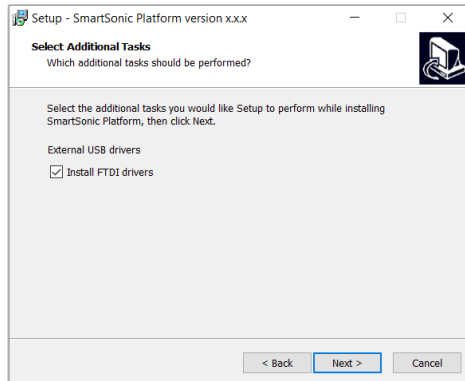 Setup - SmartSonic Platform version x.x.x
Select Additional Tasks
Which additional tasks should be performed?
Select the additional tasks you would like Setup to perform while installing
SmartSonic Platform, then click Next.
External USB drivers
Install FTDI drivers
< Back Next > Cancel